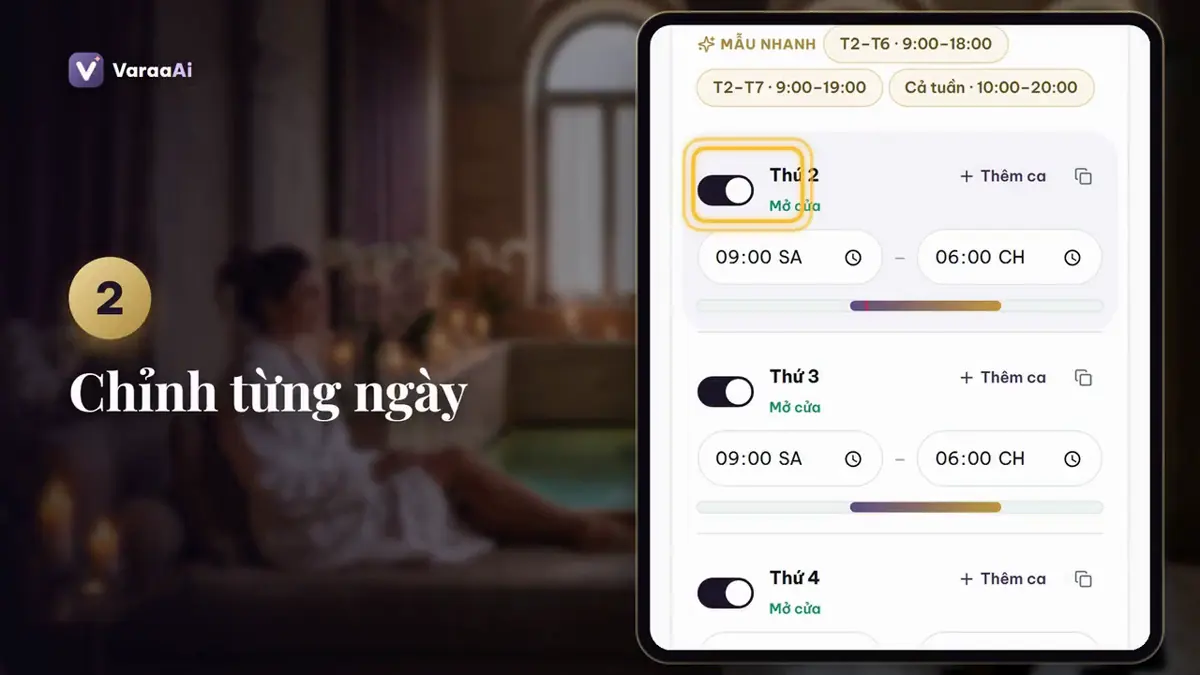 VaraaAi
2
Chỉnh từng ngày
MẪU NHANH
T2–T6 · 9:00–18:00
T2–T7 · 9:00–19:00
Cả tuần · 10:00–20:00
Thứ 2
+ Thêm ca
Mở cửa
09:00 SA – 06:00 CH
Thứ 3
+ Thêm ca
Mở cửa
09:00 SA – 06:00 CH
Thứ 4
+ Thêm ca
Mở cửa